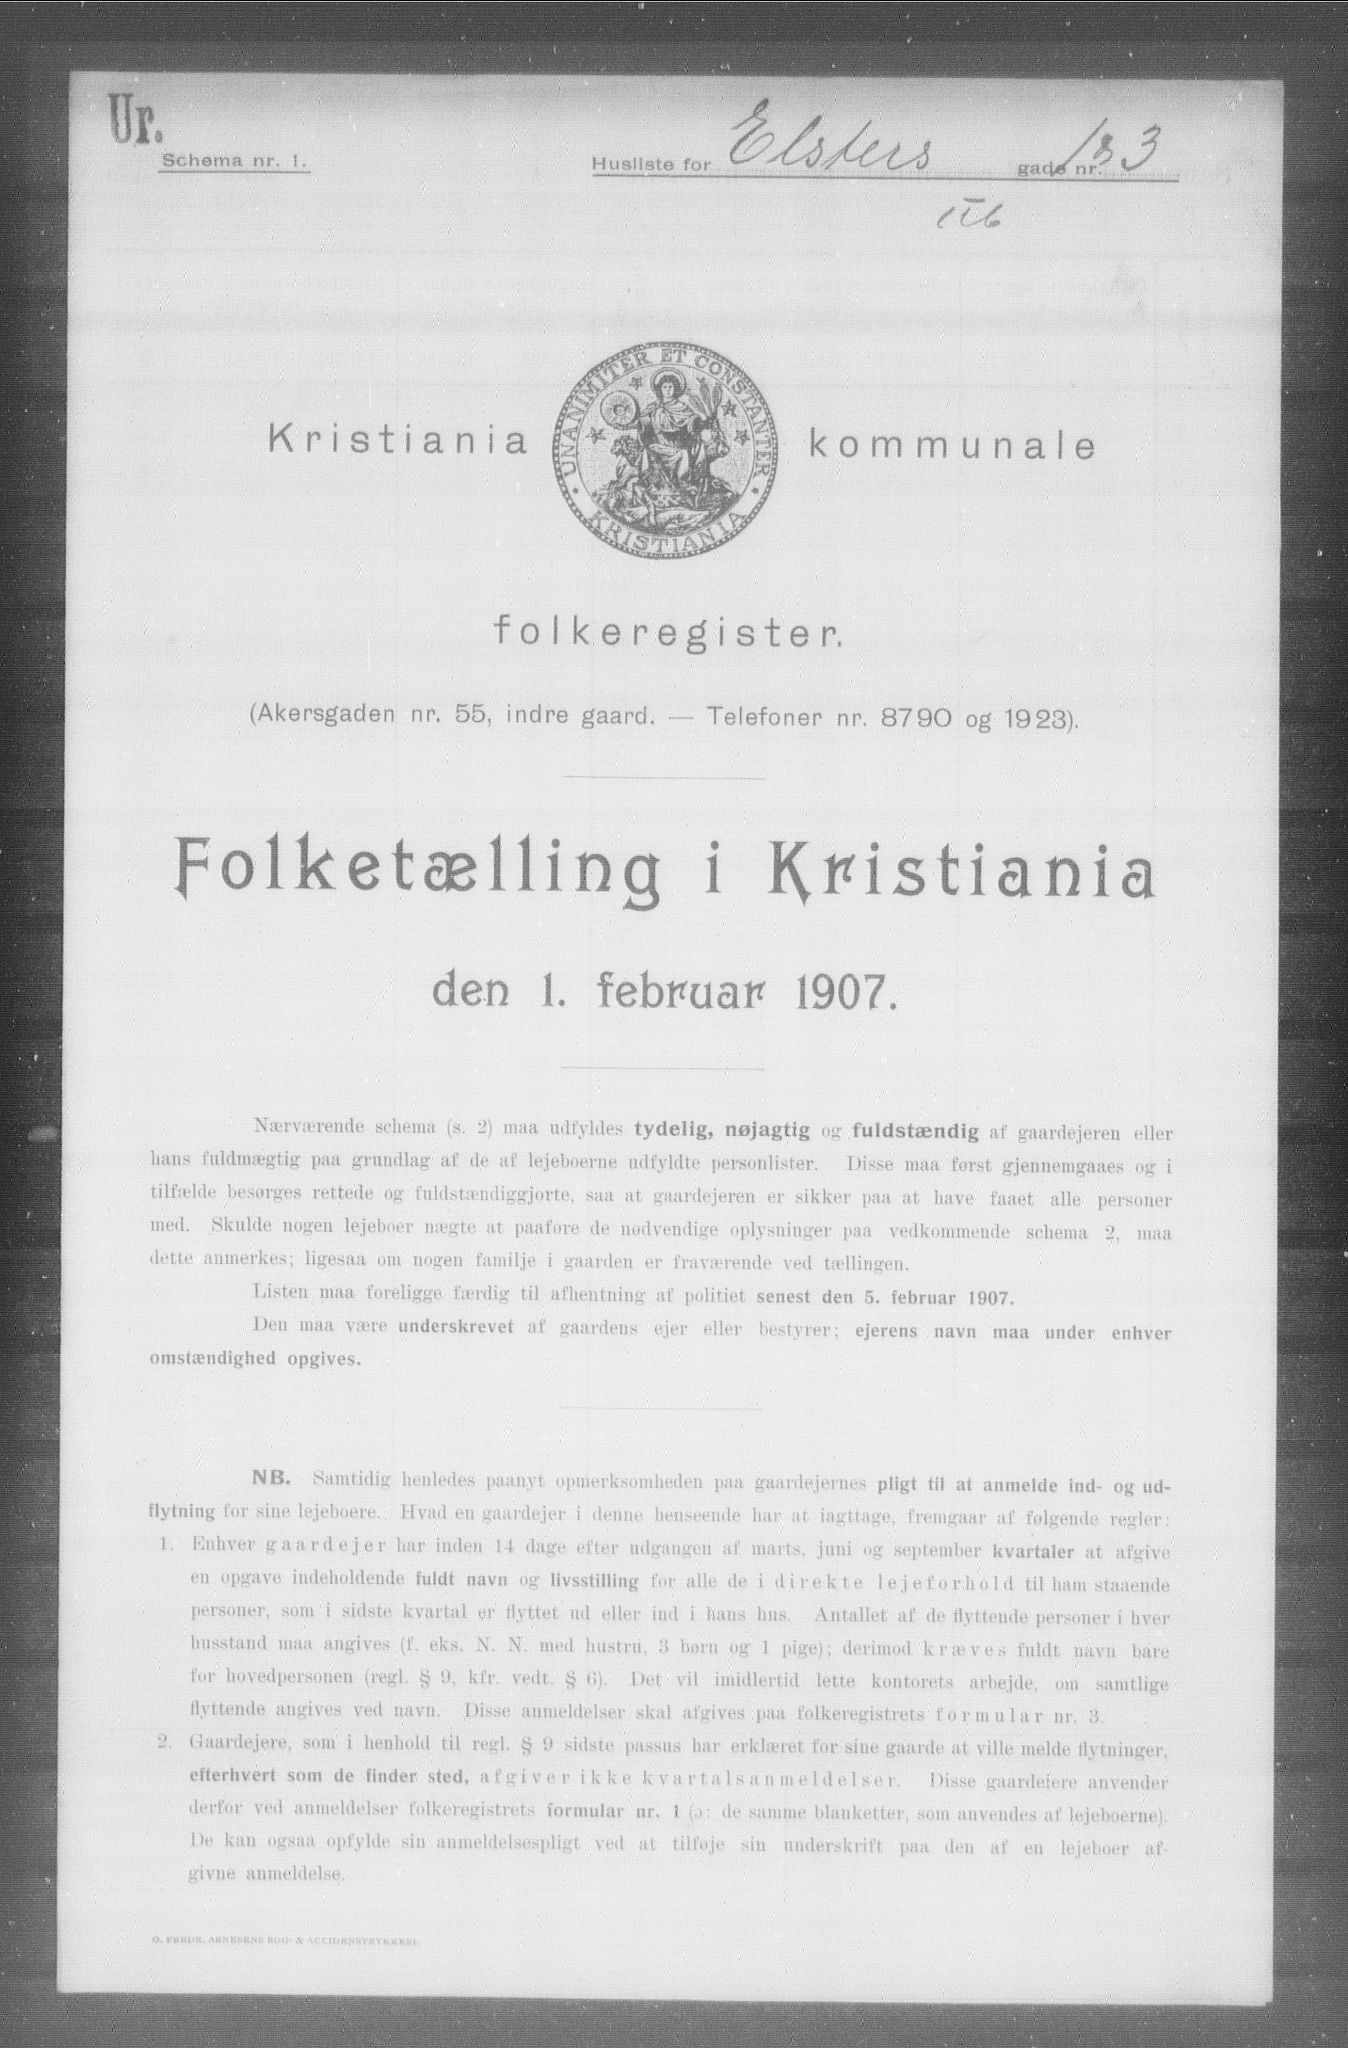 Ur.
Schema nr. 1.
Husliste for Elsters gade nr. 133
Kristiania kommunale
UNANIMITER ET CONSTANTER
KRISTIANIA
folkeregister.
(Akersgaden nr. 55, indre gaard. — Telefoner nr. 8790 og 1923).
Folketælling i Kristiania
den 1. februar 1907.
Nærværende schema (s. 2) maa udfyldes tydelig, nøjagtig og fuldstændig af gaardejeren eller
hans fuldmægtig paa grundlag af de af lejeboerne udfyldte personlister. Disse maa først gjennemgaaes og i
tilfælde besørges rettede og fuldstændiggjorte, saa at gaardejeren er sikker paa at have faaet alle personer
med. Skulde nogen lejeboer nægte at paaføre de nødvendige oplysninger paa vedkommende schema 2, maa
dette anmerkes; ligesaa om nogen familje i gaarden er fraværende ved tællingen.
Listen maa foreligge færdig til afhentning af politiet senest den 5. februar 1907.
Den maa være underskrevet af gaardens ejer eller bestyrer; ejerens navn maa under enhver
omstændighed opgives.
NB. Samtidig henledes paanyt opmerksomheden paa gaardejernes pligt til at anmelde ind- og ud-
flytning for sine lejeboere. Hvad en gaardejer i denne henseende har at iagttage, fremgaar af følgende regler:
1. Enhver gaardejer har inden 14 dage efter udgangen af marts, juni og september kvartaler at afgive
en opgave indeholdende fuldt navn og livsstilling for alle de i direkte lejeforhold til ham staaende
personer, som i sidste kvartal er flyttet ud eller ind i hans hus. Antallet af de flyttende personer i hver
husstand maa angives (f. eks. N. N. med hustru, 3 børn og 1 pige); derimod kræves fuldt navn bare
for hovedpersonen (regl. § 9, kfr. vedt. § 6). Det vil imidlertid lette kontorets arbejde, om samtlige
flyttende angives ved navn. Disse anmeldelser skal afgives paa folkeregistrets formular nr. 3.
2. Gaardejere, som i henhold til regl. § 9 sidste passus har erklæret for sine gaarde at ville melde flytninger,
efterhvert som de finder sted, afgiver ikke kvartalsanmeldelser. Disse gaardeiere anvender
derfor ved anmeldelser folkeregistrets formular nr. 1 (ɔ: de samme blanketter, som anvendes af lejeboerne).
De kan ogsaa opfylde sin anmeldelsespligt ved at tilføje sin underskrift paa den af en lejeboer af-
givne anmeldelse.
O. FREDR. ARNESENS BOG- & ACCIDENSTRYKKERI.